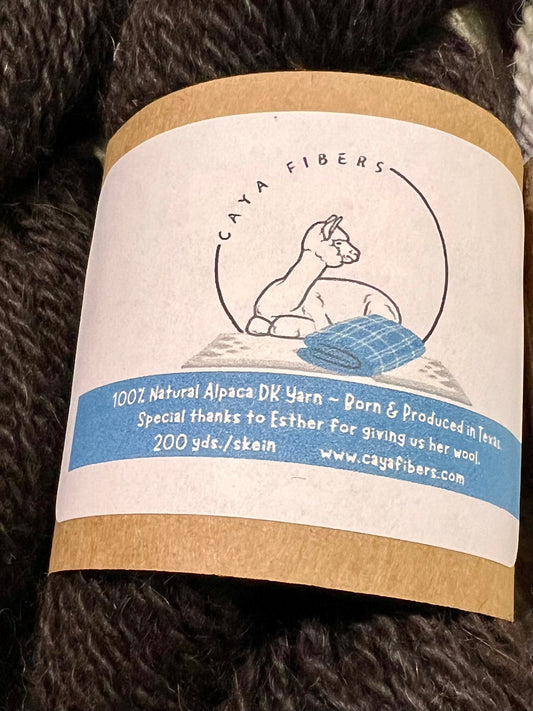 CAYA FIBERS
100% Natural Alpaca DK Yarn ~ Born & Produced in Texas.
Special thanks to Esther for giving us her wool.
200 yds./skein www.cayafibers.com